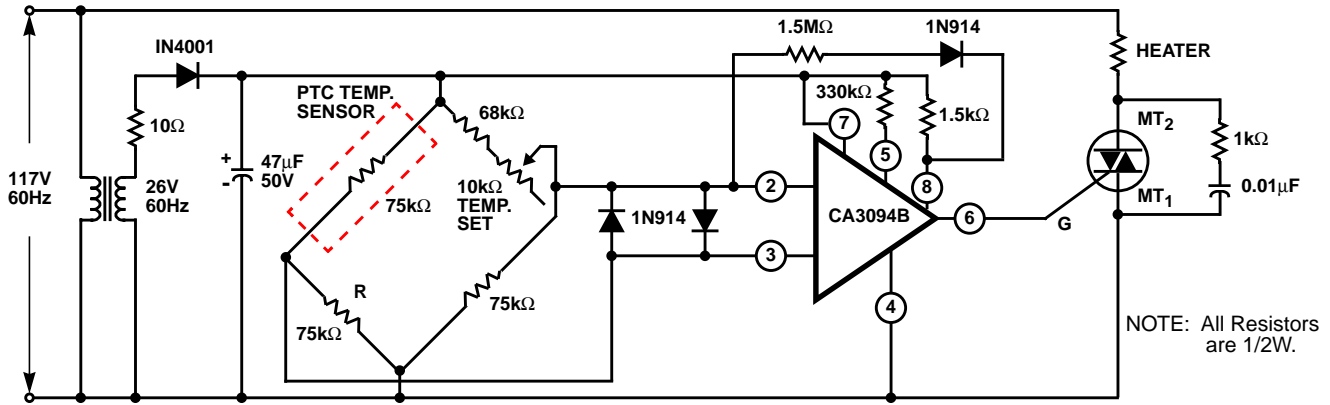 117V
60Hz
26V
60Hz
10Ω
IN4001
+
-
47μF
50V
PTC TEMP.
SENSOR
75kΩ
68kΩ
10kΩ
TEMP.
SET
R
75kΩ
75kΩ
1N914
1.5MΩ
1N914
330kΩ
1.5kΩ
7
5
8
2
3
CA3094B
6
4
G
HEATER
MT2
MT1
1kΩ
0.01μF
NOTE: All Resistors
are 1/2W.